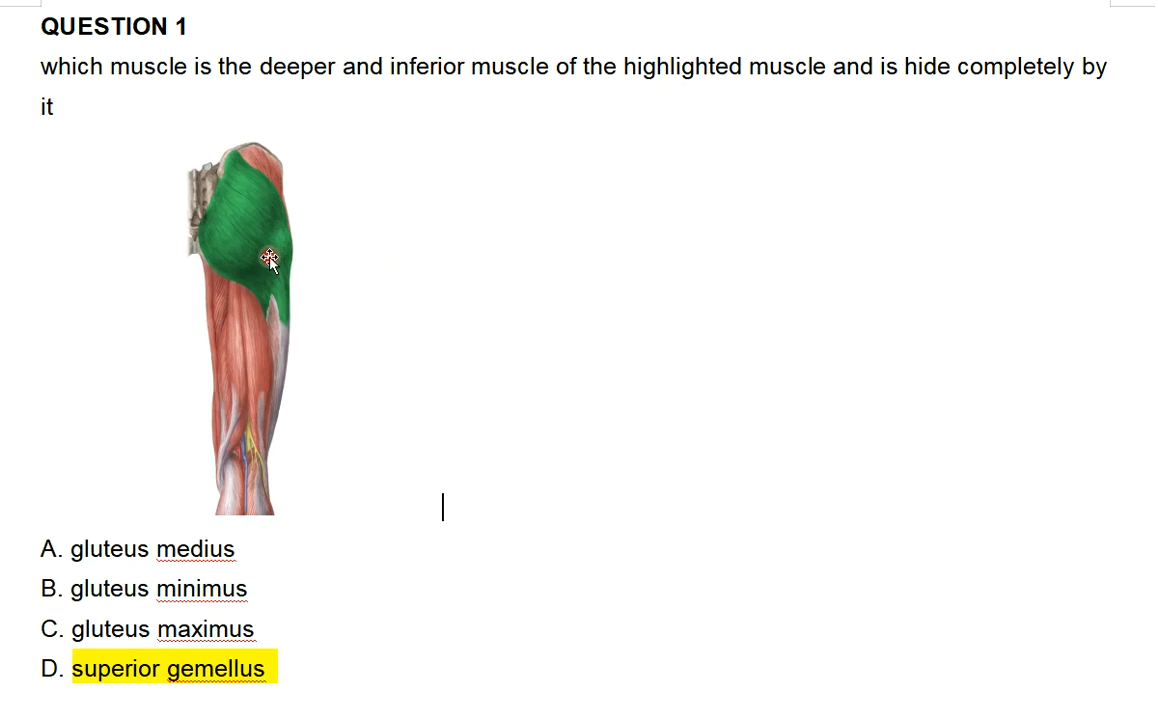 QUESTION 1
which muscle is the deeper and inferior muscle of the highlighted muscle and is hide completely by
it
A. gluteus medius
B. gluteus minimus
C. gluteus maximus
D. superior gemellus